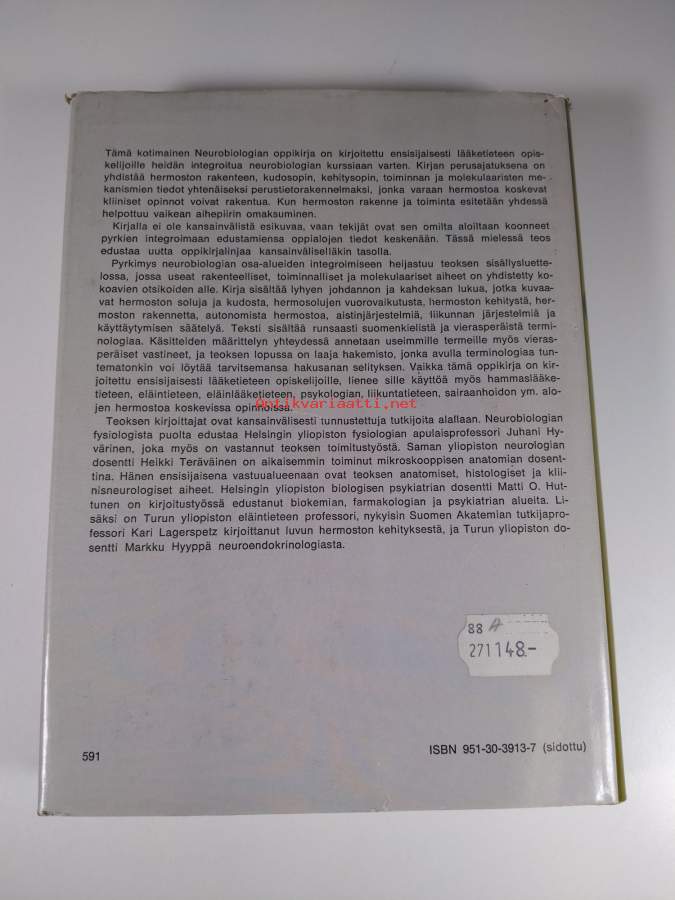 Tämä kotimainen Neurobiologian oppikirja on kirjoitettu ensisijaisesti lääketieteen opis-
kelijoille heidän integroitua neurobiologian kurssiaan varten. Kirjan perusajatuksena on
yhdistää hermoston rakenteen, kudosopin, kehitysopin, toiminnan ja molekulaaristen me-
kanismien tiedot yhtenäiseksi perustietorakennelmaksi, jonka varaan hermostoa koskevat
kliiniset opinnot voivat rakentua. Kun hermoston rakenne ja toiminta esitetään yhdessä
helpottuu vaikean aihepiirin omaksuminen.
Kirjalla ei ole kansainvälistä esikuvaa, vaan tekijät ovat sen omilta aloiltaan koonneet
pyrkien integroimaan edustamiensa oppialojen tiedot keskenään. Tässä mielessä teos
edustaa uutta oppikirjalinjaa kansainväliselläkin tasolla.
Pyrkimys neurobiologian osa-alueiden integroimiseen heijastuu teoksen sisällysluette-
lossa, jossa useat rakenteelliset, toiminnalliset ja molekulaariset aiheet on yhdistetty ko-
koavien otsikoiden alle. Kirja sisältää lyhyen johdannon ja kahdeksan lukua, jotka kuvaa-
vat hermoston soluja ja kudosta, hermosolujen vuorovaikutusta, hermoston kehitystä, her-
moston rakennetta, autonomista hermostoa, aistinjärjestelmiä, liikunnan järjestelmiä ja
käyttäytymisen säätelyä. Teksti sisältää runsaasti suomenkielistä ja vierasperäistä termi-
nologiaa. Käsitteiden määrittelyn yhteydessä annetaan useimmille termeille myös vieras-
peräiset vastineet, ja teoksen lopussa on laaja hakemisto, jonka avulla terminologiaa tun-
tematonkin voi löytää tarvitsemansa hakusanan selityksen. Vaikka tämä oppikirja on kir-
joitettu ensisijaisesti lääketieteen opiskelijoille, lienee sille käyttöä myös hammaslääke-
tieteen, eläintieteen, eläinlääketieteen, psykologian, liikuntatieteen, sairaanhoidon ym. alo-
jen hermostoa koskevissa opinnoissa.
Antikvariaatti.net
Teoksen kirjoittajat ovat kansainvälisesti tunnustettuja tutkijoita alallaan. Neurobiologian
fysiologista puolta edustaa Helsingin yliopiston fysiologian apulaisprofessori Juhani Hy-
värinen, joka myös on vastannut teoksen toimitustyöstä. Saman yliopiston neurologian
dosentti Heikki Teräväinen on aikaisemmin toiminut mikroskooppisen anatomian dosent-
tina. Hänen ensisijaisena vastuualueenaan ovat teoksen anatomiset, histologiset ja klii-
nisneurologiset aiheet. Helsingin yliopiston biologisen psykiatrian dosentti Matti O. Hut-
tunen on kirjoitustyössä edustanut biokemian, farmakologian ja psykiatrian alueita. Li-
säksi on Turun yliopiston eläintieteen professori, nykyisin Suomen Akatemian tutkijapro-
fessori Kari Lagerspetz kirjoittanut luvun hermoston kehityksestä, ja Turun yliopiston do-
sentti Markku Hyyppä neuroendokrinologiasta.
88 A
271 148.-
591
ISBN 951-30-3913-7 (sidottu)